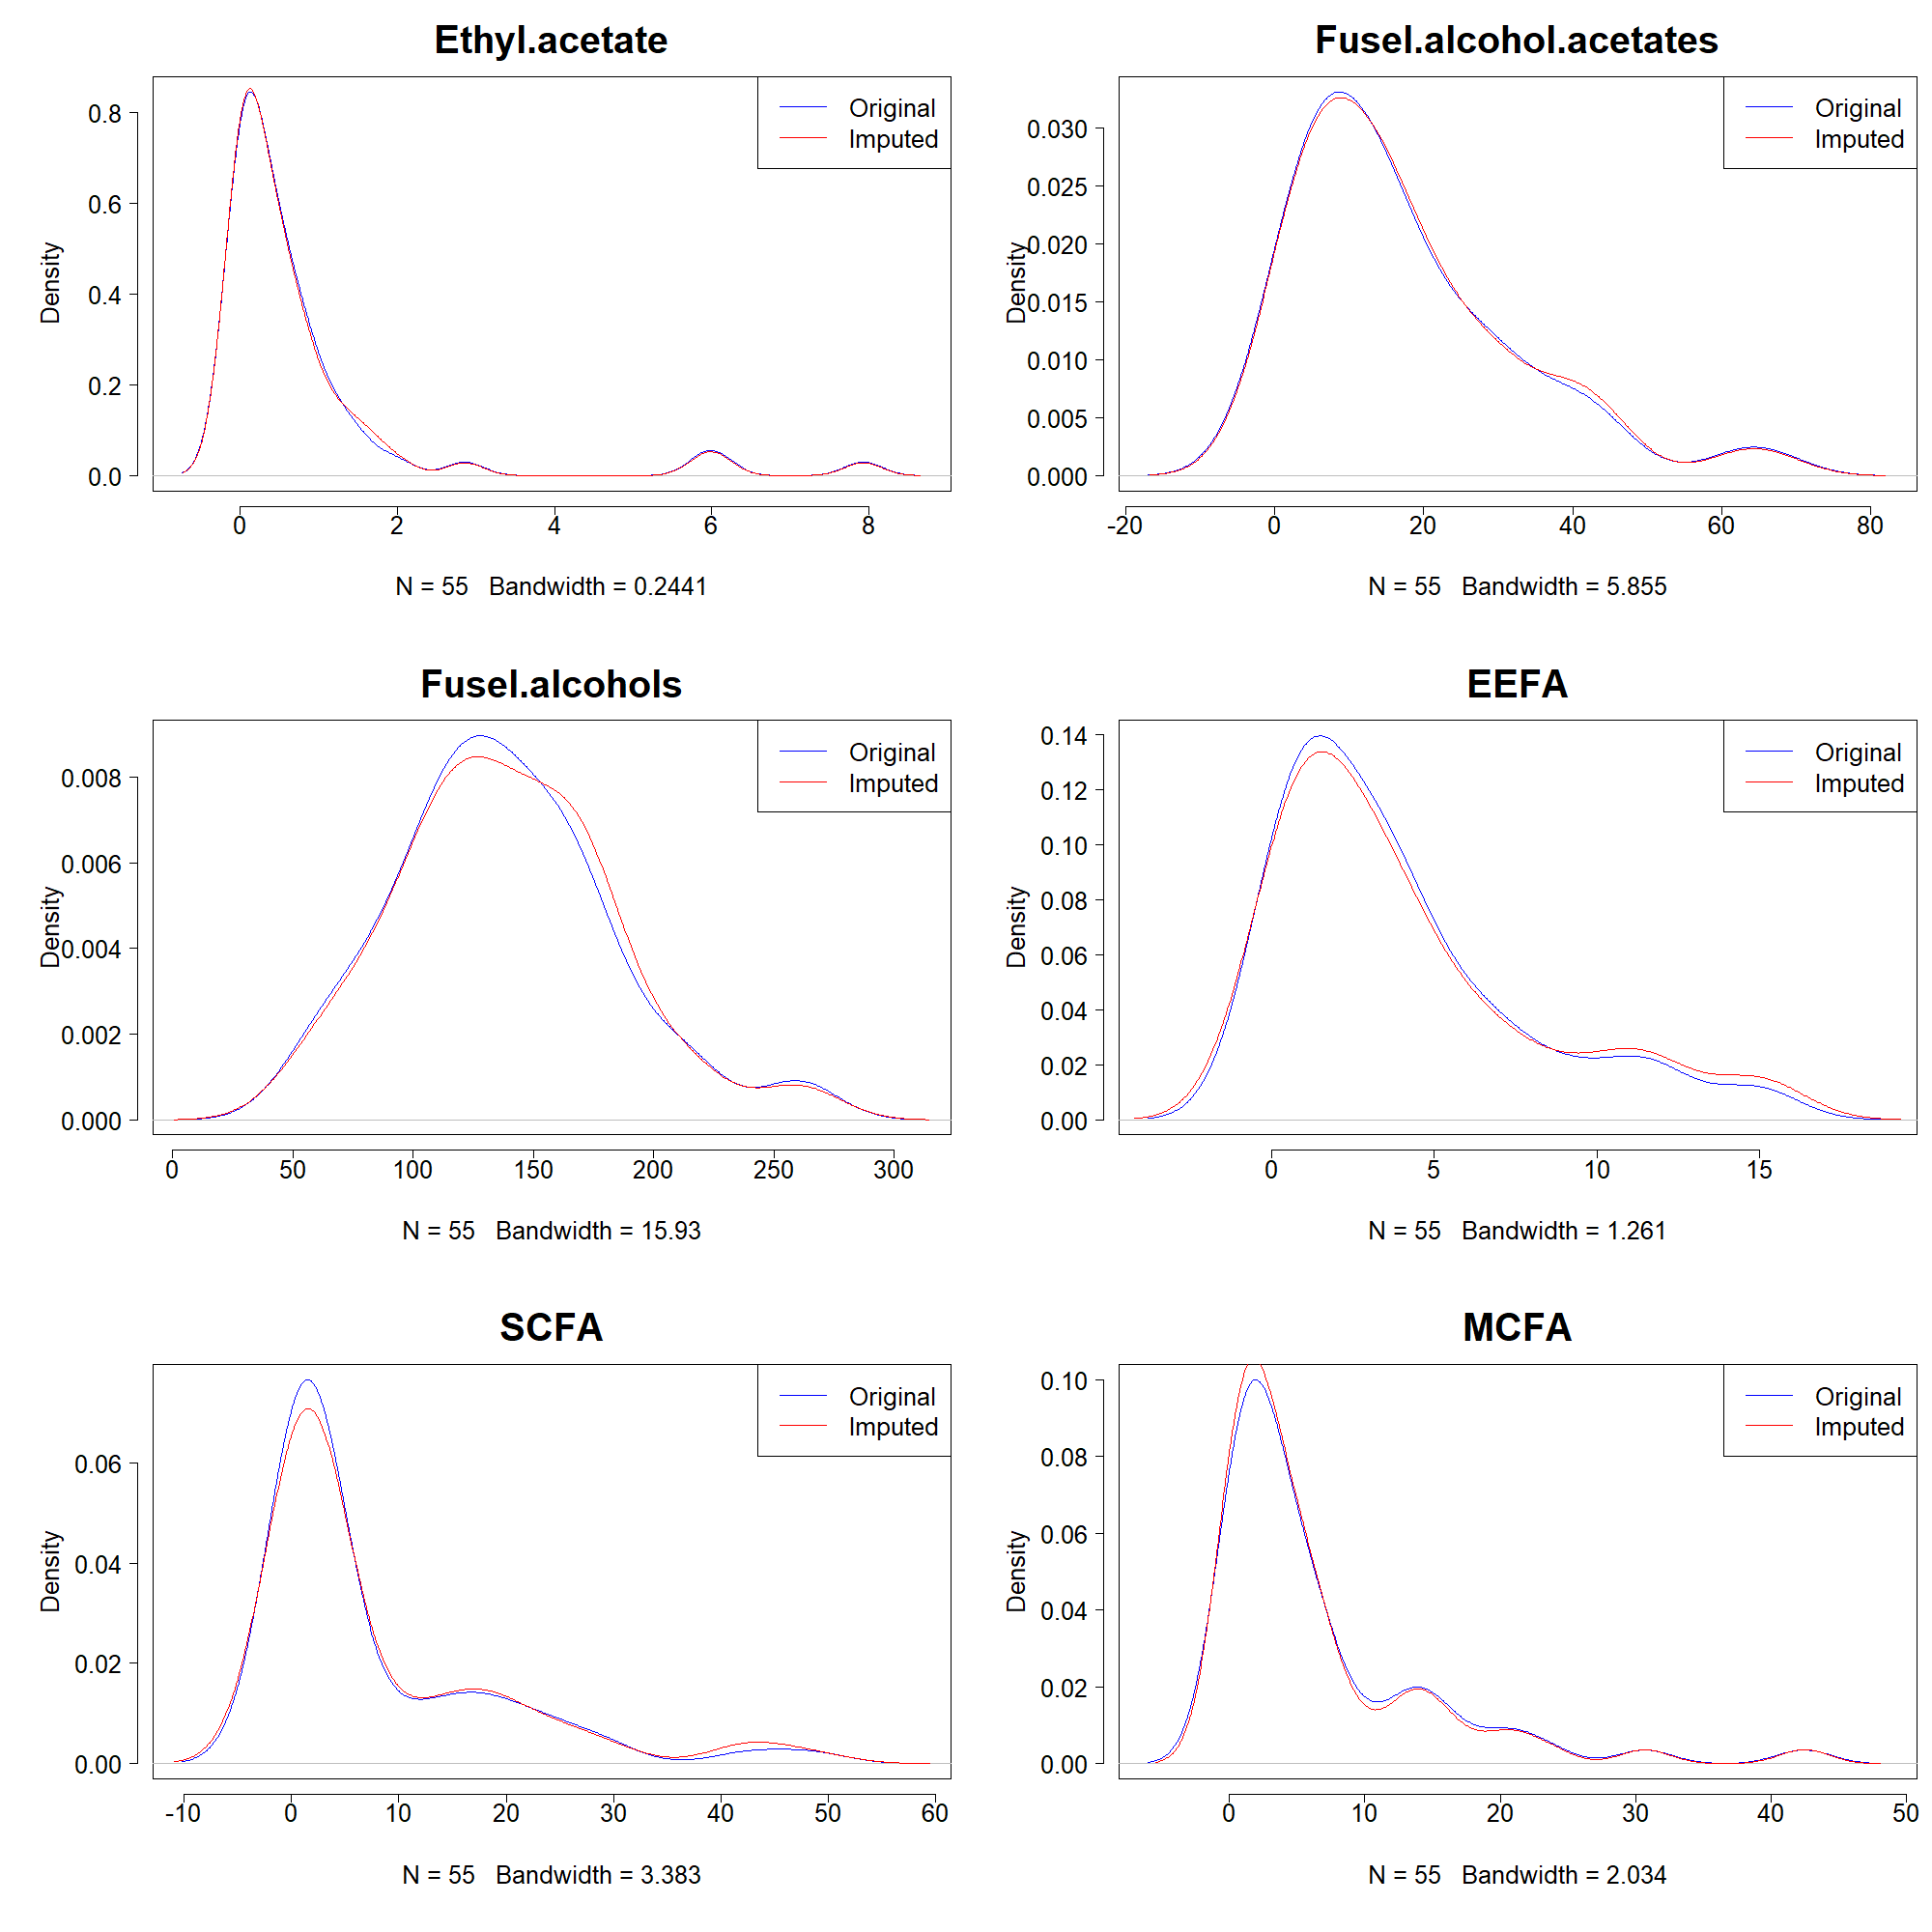 Ethyl.acetate
Density
0.8
0.6
0.4
0.2
0.0
Original
Imputed
0 2 4 6 8
N = 55 Bandwidth = 0.2441
Fusel.alcohol.acetates
Density
0.030
0.025
0.020
0.015
0.010
0.005
0.000
Original
Imputed
-20 0 20 40 60 80
N = 55 Bandwidth = 5.855
Fusel.alcohols
Density
0.008
0.006
0.004
0.002
0.000
Original
Imputed
0 50 100 150 200 250 300
N = 55 Bandwidth = 15.93
EEFA
Density
0.14
0.12
0.10
0.08
0.06
0.04
0.02
0.00
Original
Imputed
0 5 10 15
N = 55 Bandwidth = 1.261
SCFA
Density
0.06
0.04
0.02
0.00
Original
Imputed
-10 0 10 20 30 40 50 60
N = 55 Bandwidth = 3.383
MCFA
Density
0.10
0.08
0.06
0.04
0.02
0.00
Original
Imputed
0 10 20 30 40 50
N = 55 Bandwidth = 2.034